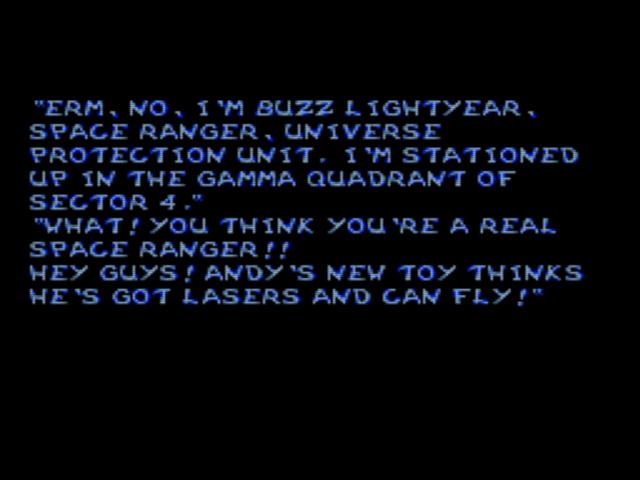 "ERM, NO, I'M BUZZ LIGHTYEAR,
SPACE RANGER, UNIVERSE
PROTECTION UNIT. I'M STATIONED
UP IN THE GAMMA QUADRANT OF
SECTOR 4."
"WHAT! YOU THINK YOU'RE A REAL
SPACE RANGER!!
HEY GUYS! ANDY'S NEW TOY THINKS
HE'S GOT LASERS AND CAN FLY!"